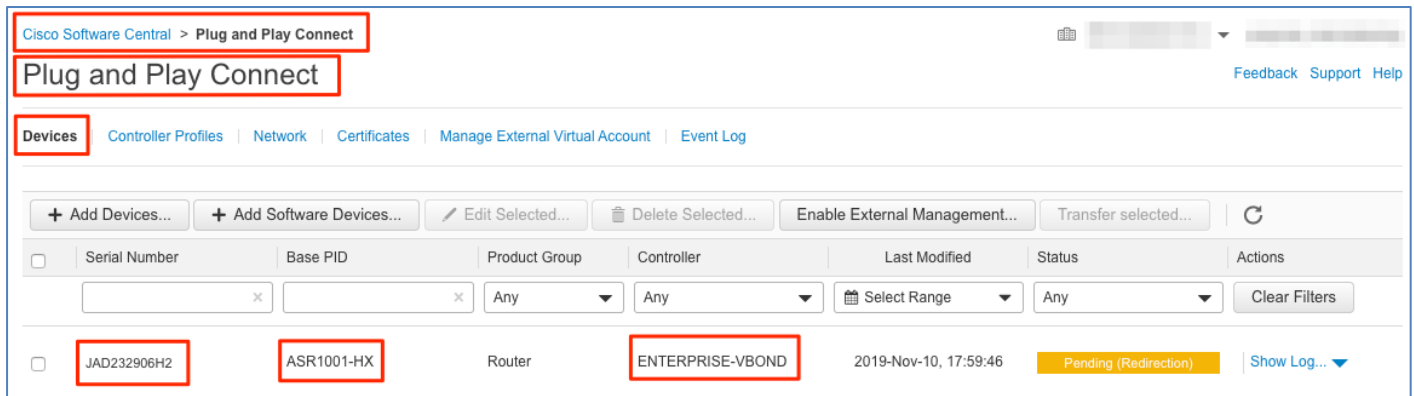 Cisco Software Central > Plug and Play Connect
Plug and Play Connect
Feedback Support Help
Devices | Controller Profiles | Network | Certificates | Manage External Virtual Account | Event Log
+ Add Devices... + Add Software Devices... Edit Selected... Delete Selected... Enable External Management... Transfer selected...
Serial Number Base PID Product Group Controller Last Modified Status Actions
× × Any Any Select Range Any Clear Filters
JAD232906H2 ASR1001-HX Router ENTERPRISE-VBOND 2019-Nov-10, 17:59:46 Pending (Redirection) Show Log...